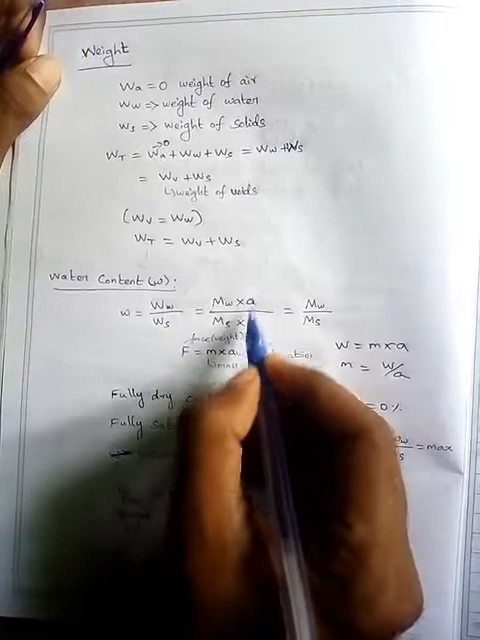 Weight
Wa = 0 weight of air
Ww => weight of water
Ws => weight of solids
WT = Wa→0 + Ww + Ws = Ww + Ws
= Wv + Ws
↳ weight of voids
(Wv = Ww)
WT = Wv + Ws
Water Content (w):
w = Ww/Ws = Mw × a / Ms × = Mw/Ms
force (weight)
F = m × a
↳ mass
W = m × a
m = W/a
Fully dry = 0 %
Fully = max